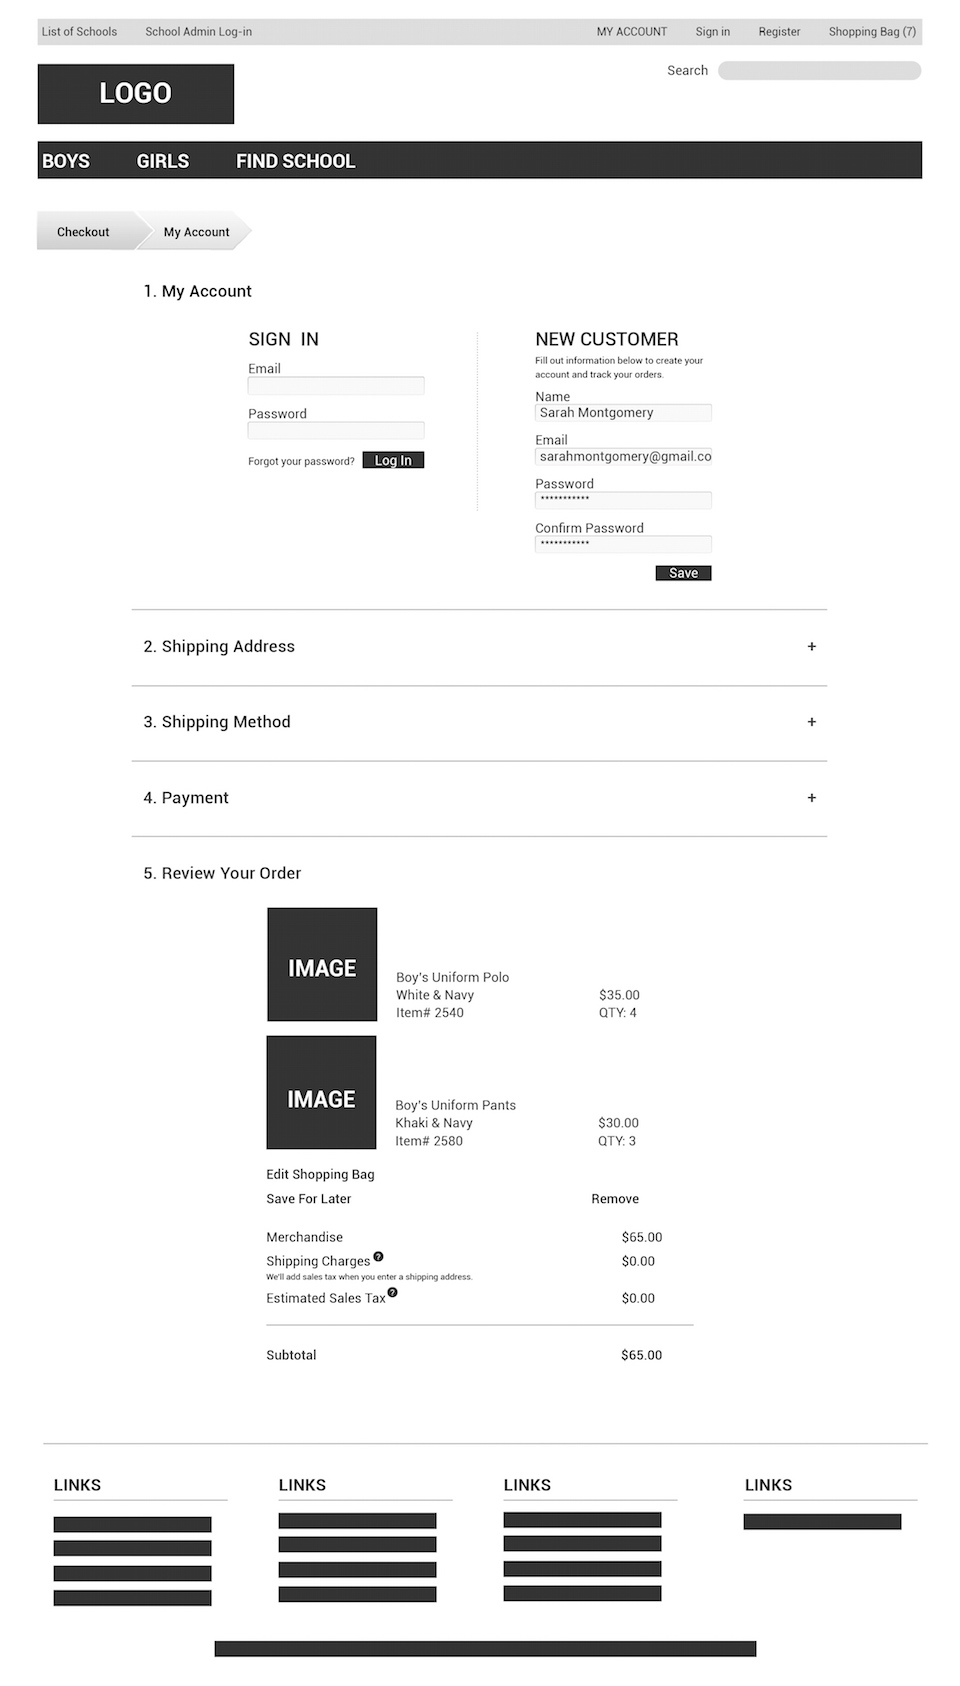 List of Schools
School Admin Log-in
MY ACCOUNT
Sign in
Register
Shopping Bag (7)
Search
LOGO
BOYS
GIRLS
FIND SCHOOL
Checkout
My Account
1. My Account
SIGN IN
Email
Password
Forgot your password?
Log In
NEW CUSTOMER
Fill out information below to create your
account and track your orders.
Name
Sarah Montgomery
Email
sarahmontgomery@gmail.co
Password
***********
Confirm Password
***********
Save
2. Shipping Address
+
3. Shipping Method
+
4. Payment
+
5. Review Your Order
IMAGE
Boy's Uniform Polo
White & Navy
$35.00
Item# 2540
QTY: 4
IMAGE
Boy's Uniform Pants
Khaki & Navy
$30.00
Item# 2580
QTY: 3
Edit Shopping Bag
Save For Later
Remove
Merchandise
$65.00
Shipping Charges ?
$0.00
We'll add sales tax when you enter a shipping address.
Estimated Sales Tax ?
$0.00
Subtotal
$65.00
LINKS
LINKS
LINKS
LINKS